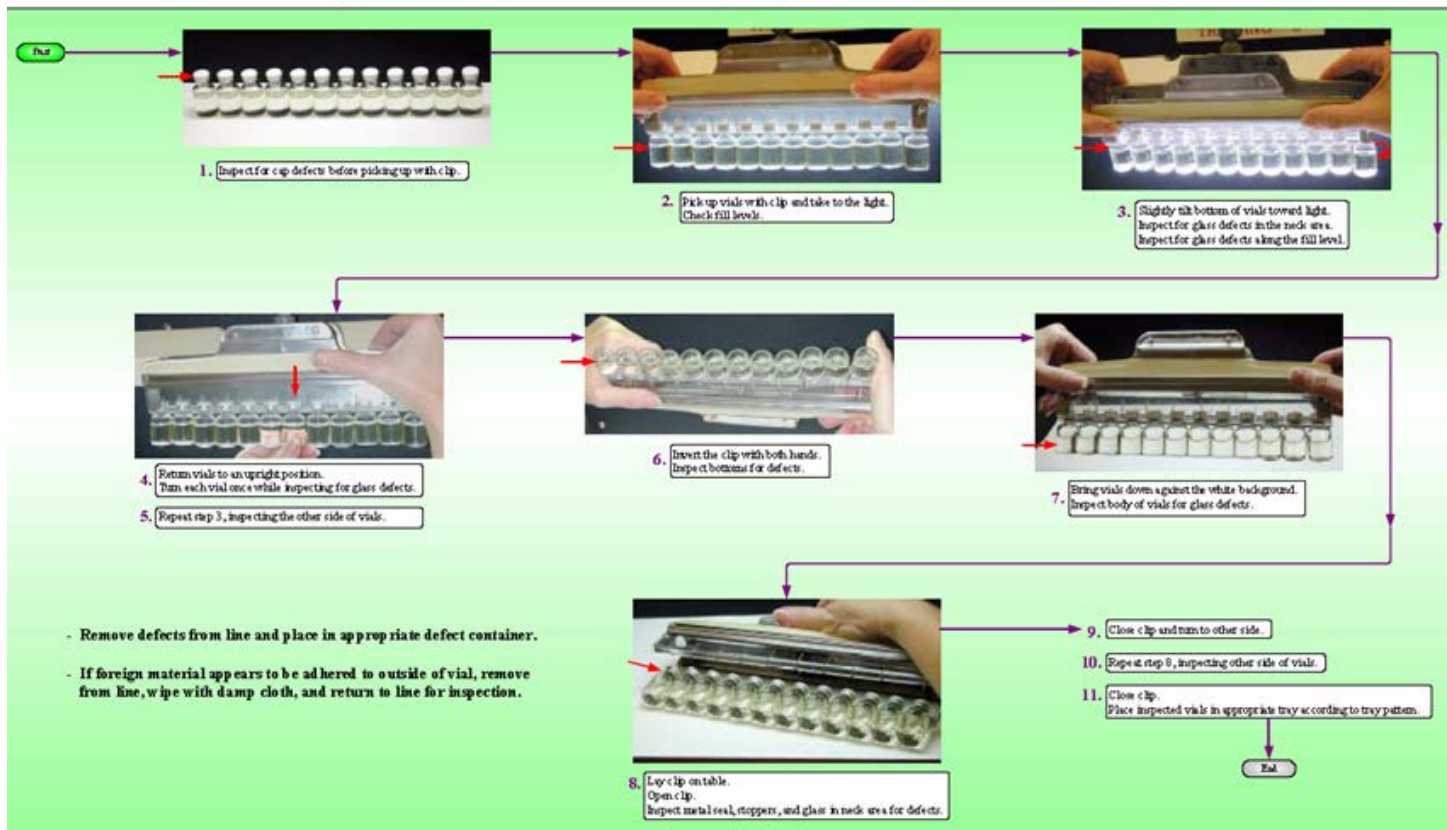 Start
1. Inspect for cap defects before picking up with clip.
2. Pick up vials with clip and take to the light.
Check fill levels.
3. Slightly tilt bottom of vials toward light.
Inspect for glass defects in the neck area.
Inspect for glass defects along the fill level.
4. Return vials to an upright position.
Turn each vial once while inspecting for glass defects.
5. Repeat step 3, inspecting the other side of vials.
6. Invert the clip with both hands.
Inspect bottoms for defects.
7. Bring vials down against the white background.
Inspect body of vials for glass defects.
8. Lay clip on table.
Open clip.
Inspect metal seal, stoppers, and glass in neck area for defects.
9. Close clip and turn to other side.
10. Repeat step 8, inspecting other side of vials.
11. Close clip.
Place inspected vials in appropriate tray according to tray pattern.
End
- Remove defects from line and place in appropriate defect container.
- If foreign material appears to be adhered to outside of vial, remove
from line, wipe with damp cloth, and return to line for inspection.